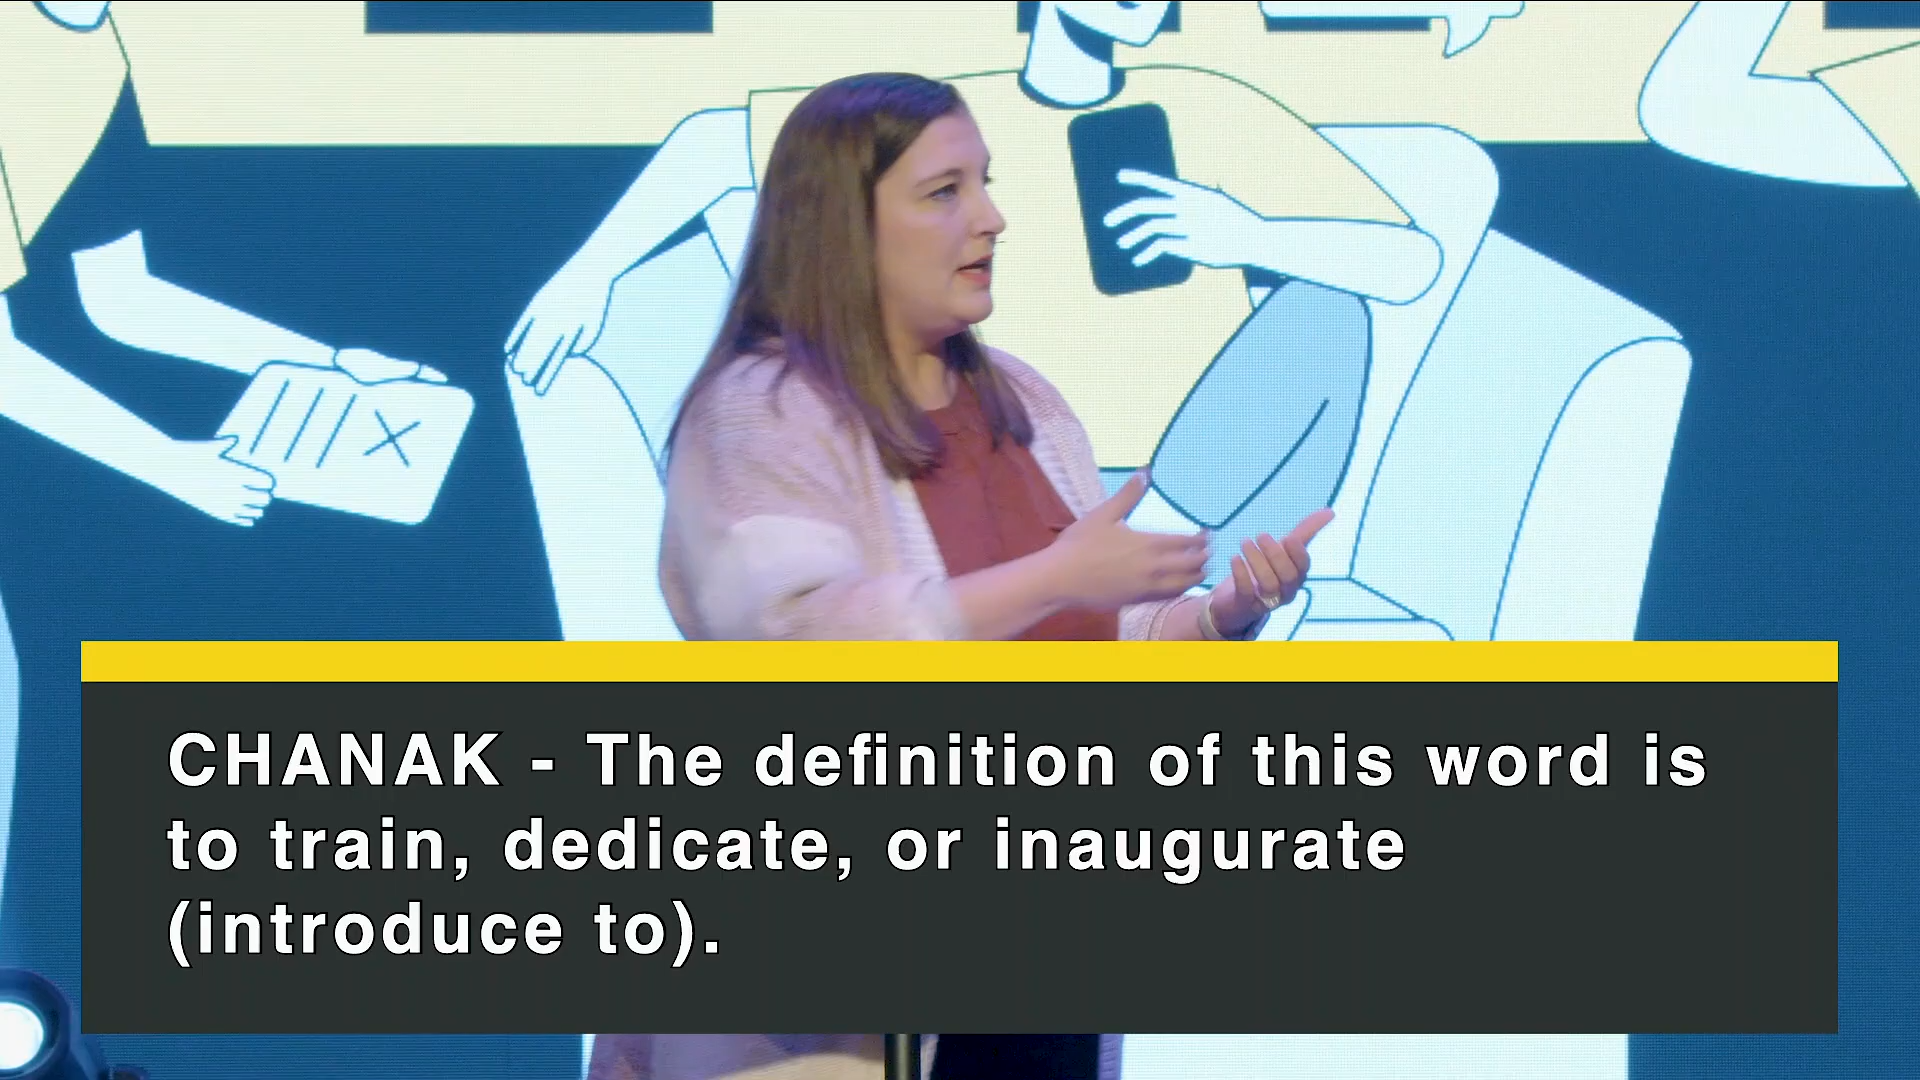 CHANAK - The definition of this word is
to train, dedicate, or inaugurate
(introduce to).